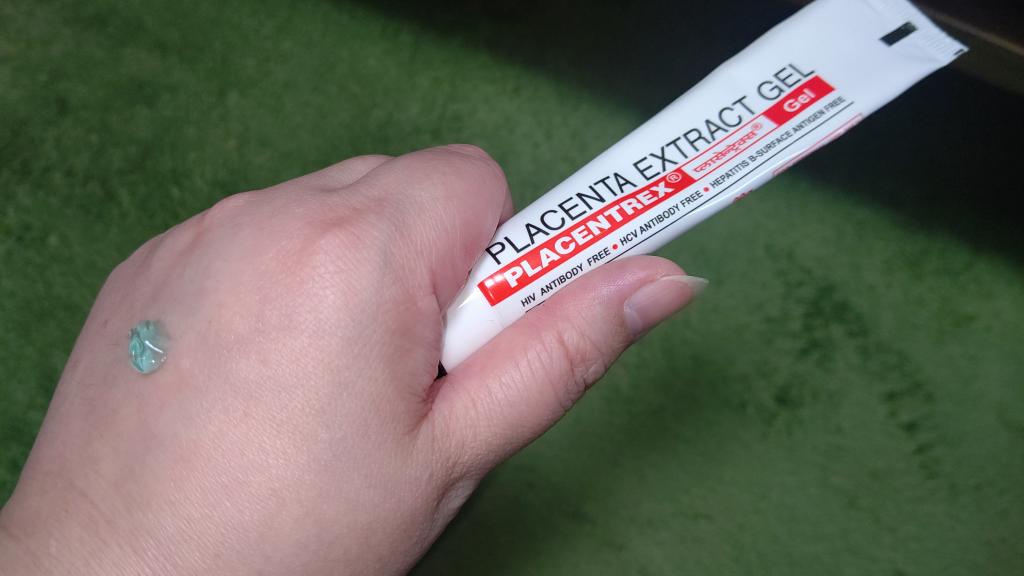 PLACENTA EXTRACT GEL
PLACENTREX® प्लासेन्ट्रेक्स® Gel
HIV ANTIBODY FREE • HCV ANTIBODY FREE • HEPATITIS B-SURFACE ANTIGEN FREE